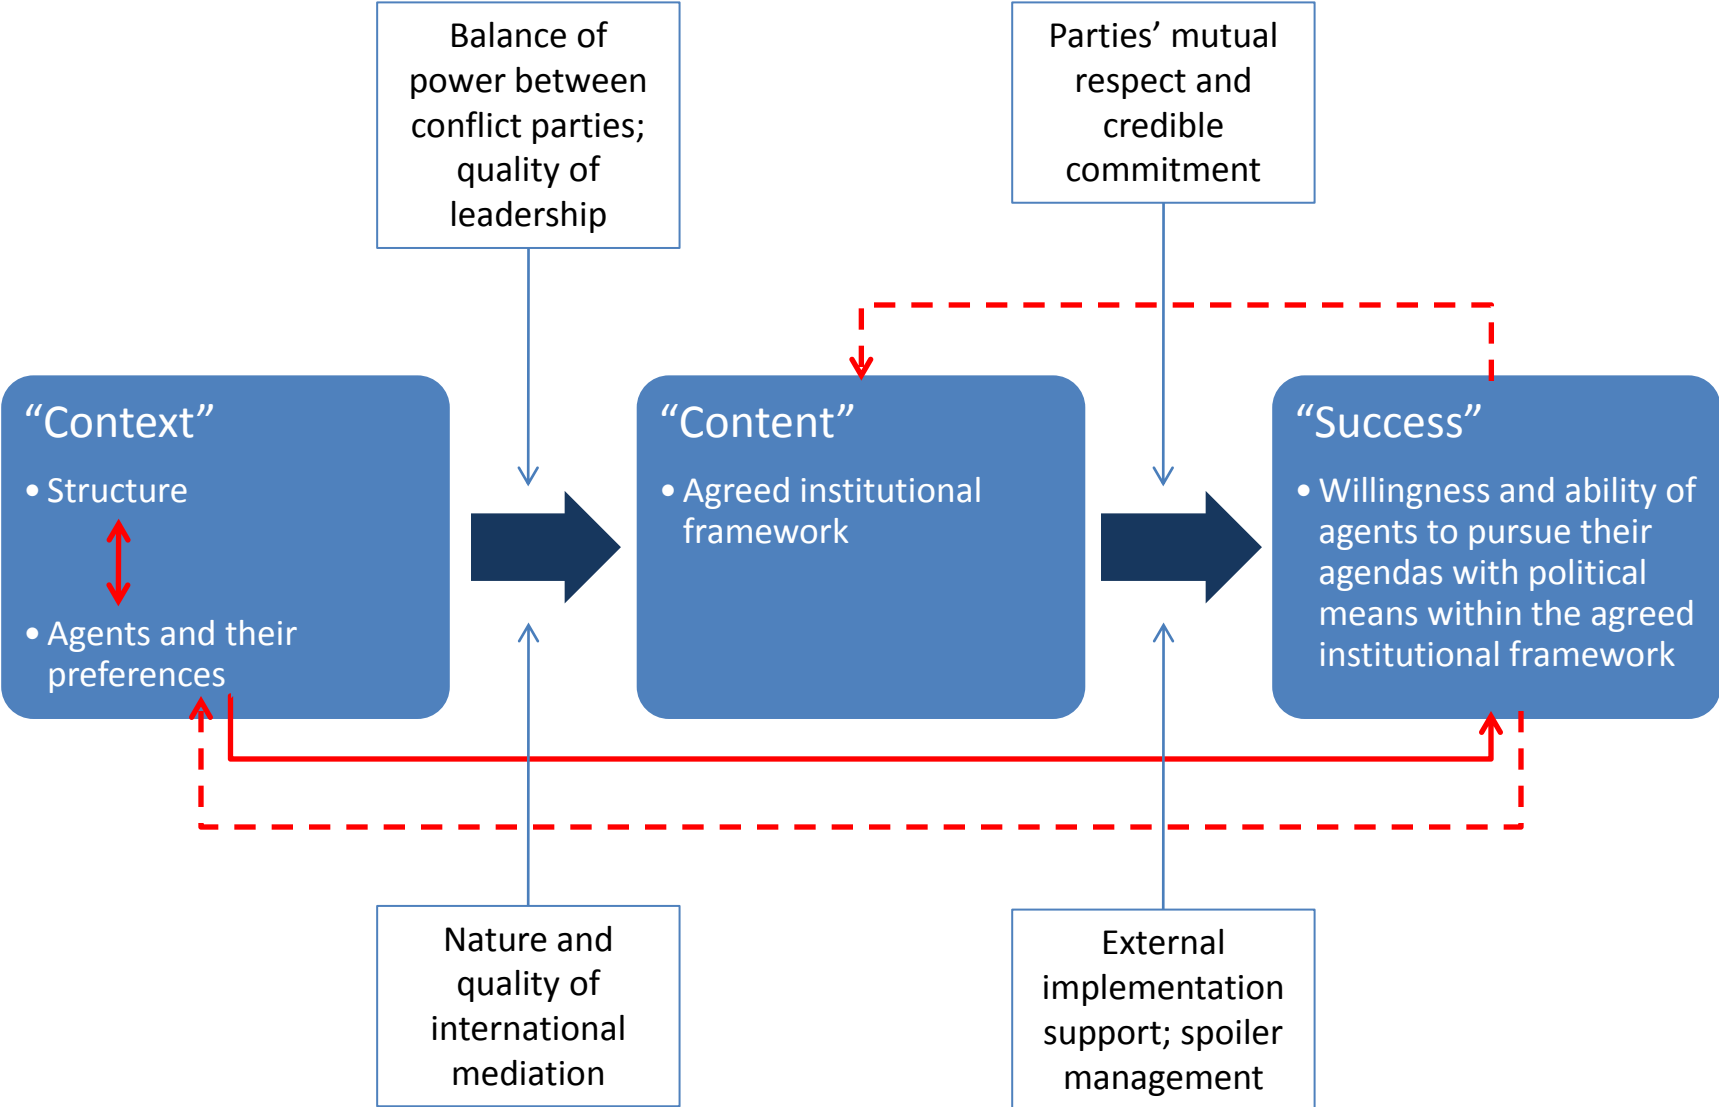 Balance of
power between
conflict parties;
quality of
leadership
Parties’ mutual
respect and
credible
commitment
“Context”
• Structure
• Agents and their
preferences
“Content”
• Agreed institutional
framework
“Success”
• Willingness and ability of
agents to pursue their
agendas with political
means within the agreed
institutional framework
Nature and
quality of
international
mediation
External
implementation
support; spoiler
management